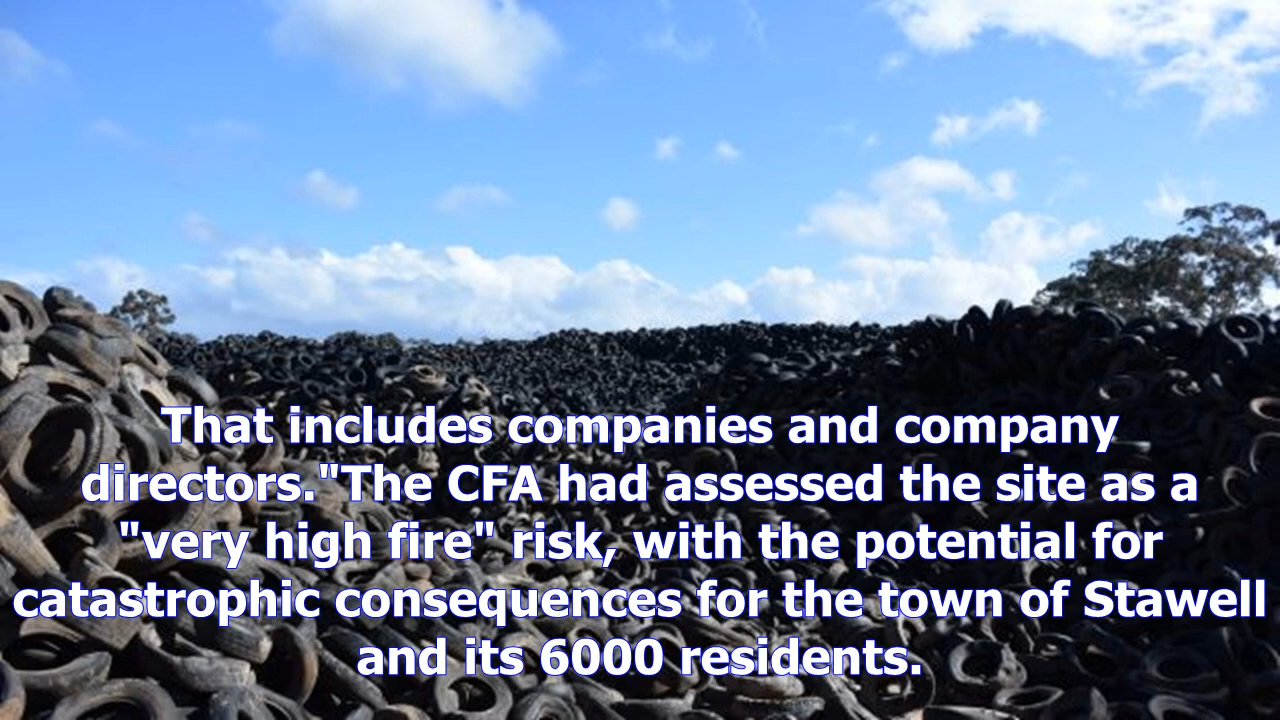 That includes companies and company
directors."The CFA had assessed the site as a
"very high fire" risk, with the potential for
catastrophic consequences for the town of Stawell
and its 6000 residents.